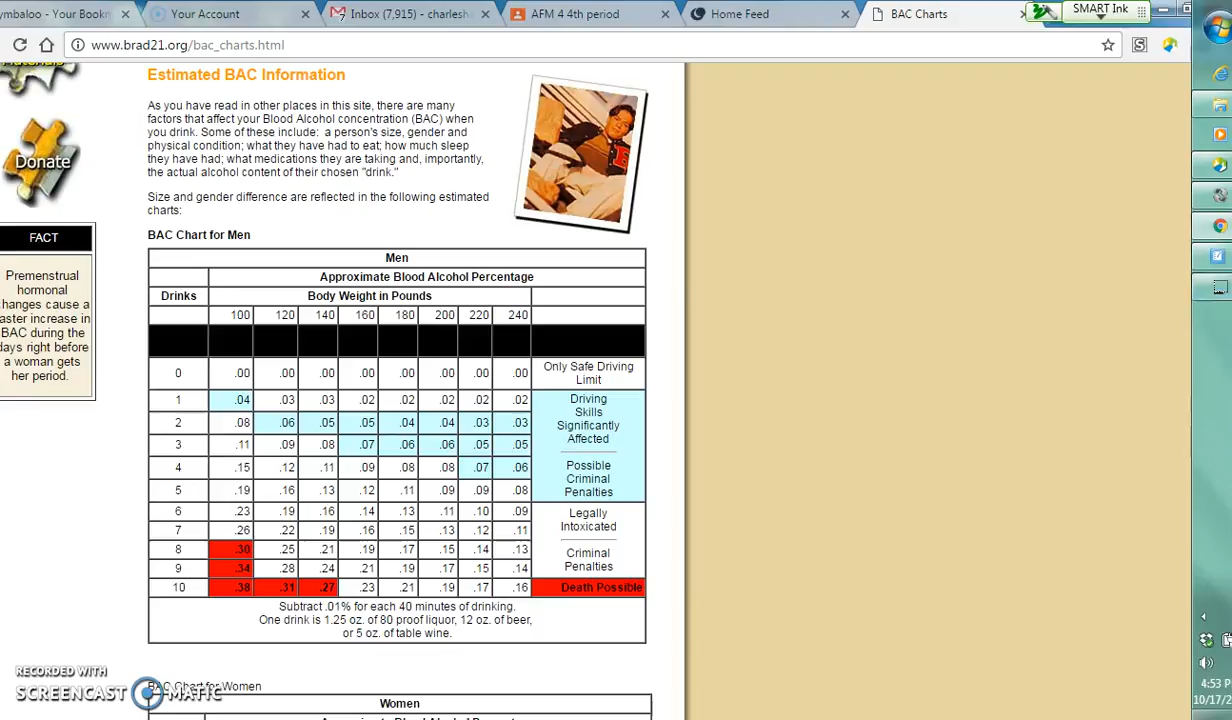 ymbaloo - Your Bookn
Your Account
Inbox (7,915) – charlesh
AFM 4 4th period
Home Feed
BAC Charts
SMART Ink
www.brad21.org/bac_charts.html
Donate
FACT
Premenstrual
hormonal
hanges cause a
aster increase in
BAC during the
days right before
a woman gets
her period.
Estimated BAC Information
As you have read in other places in this site, there are many
factors that affect your Blood Alcohol concentration (BAC) when
you drink. Some of these include: a person's size, gender and
physical condition; what they have had to eat; how much sleep
they have had; what medications they are taking and, importantly,
the actual alcohol content of their chosen "drink."
Size and gender difference are reflected in the following estimated
charts:
BAC Chart for Men
Men
Approximate Blood Alcohol Percentage
Drinks Body Weight in Pounds
100 120 140 160 180 200 220 240
0 .00 .00 .00 .00 .00 .00 .00 .00 Only Safe Driving
Limit
1 .04 .03 .03 .02 .02 .02 .02 .02 Driving
Skills
2 .08 .06 .05 .05 .04 .04 .03 .03 Significantly
Affected
3 .11 .09 .08 .07 .06 .06 .05 .05
4 .15 .12 .11 .09 .08 .08 .07 .06 Possible
Criminal
5 .19 .16 .13 .12 .11 .09 .09 .08 Penalties
6 .23 .19 .16 .14 .13 .11 .10 .09 Legally
Intoxicated
7 .26 .22 .19 .16 .15 .13 .12 .11
8 .30 .25 .21 .19 .17 .15 .14 .13 Criminal
9 .34 .28 .24 .21 .19 .17 .15 .14 Penalties
10 .38 .31 .27 .23 .21 .19 .17 .16 Death Possible
Subtract .01% for each 40 minutes of drinking.
One drink is 1.25 oz. of 80 proof liquor, 12 oz. of beer,
or 5 oz. of table wine.
BAC Chart for Women
Women
RECORDED WITH
SCREENCAST MATIC
4:53 P
10/17/2